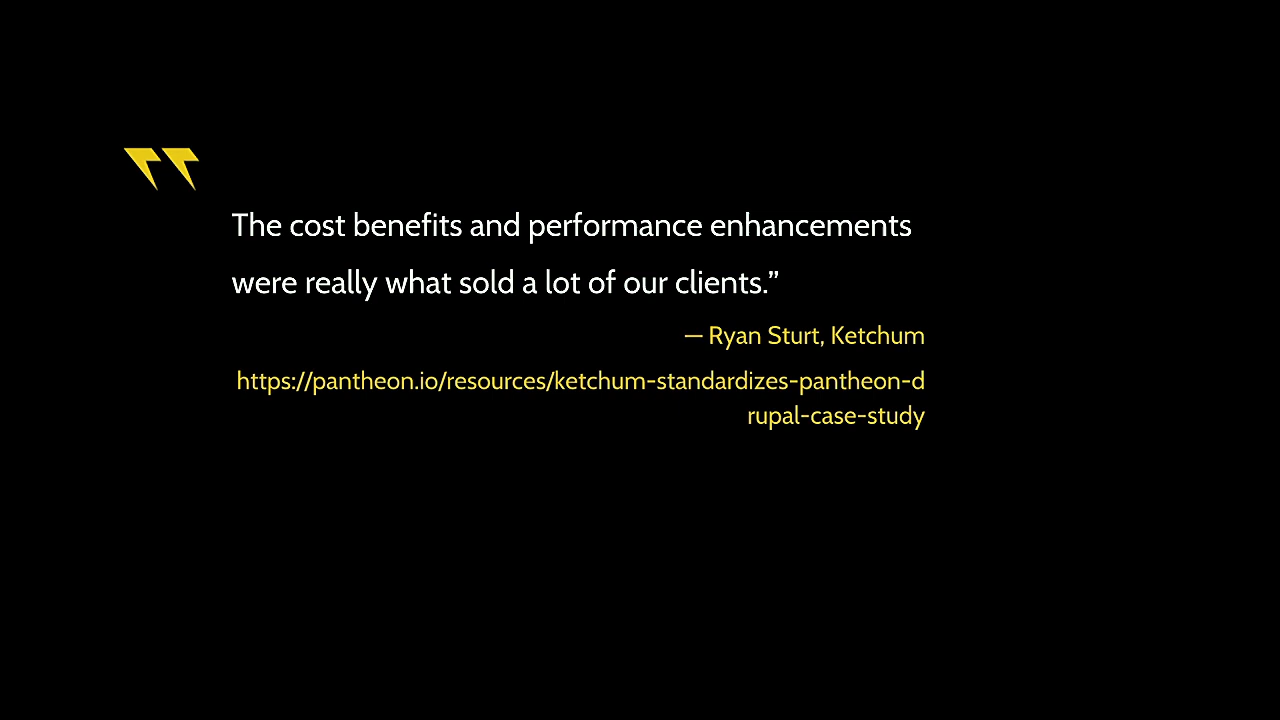 The cost benefits and performance enhancements
were really what sold a lot of our clients.”
— Ryan Sturt, Ketchum
https://pantheon.io/resources/ketchum-standardizes-pantheon-d
rupal-case-study